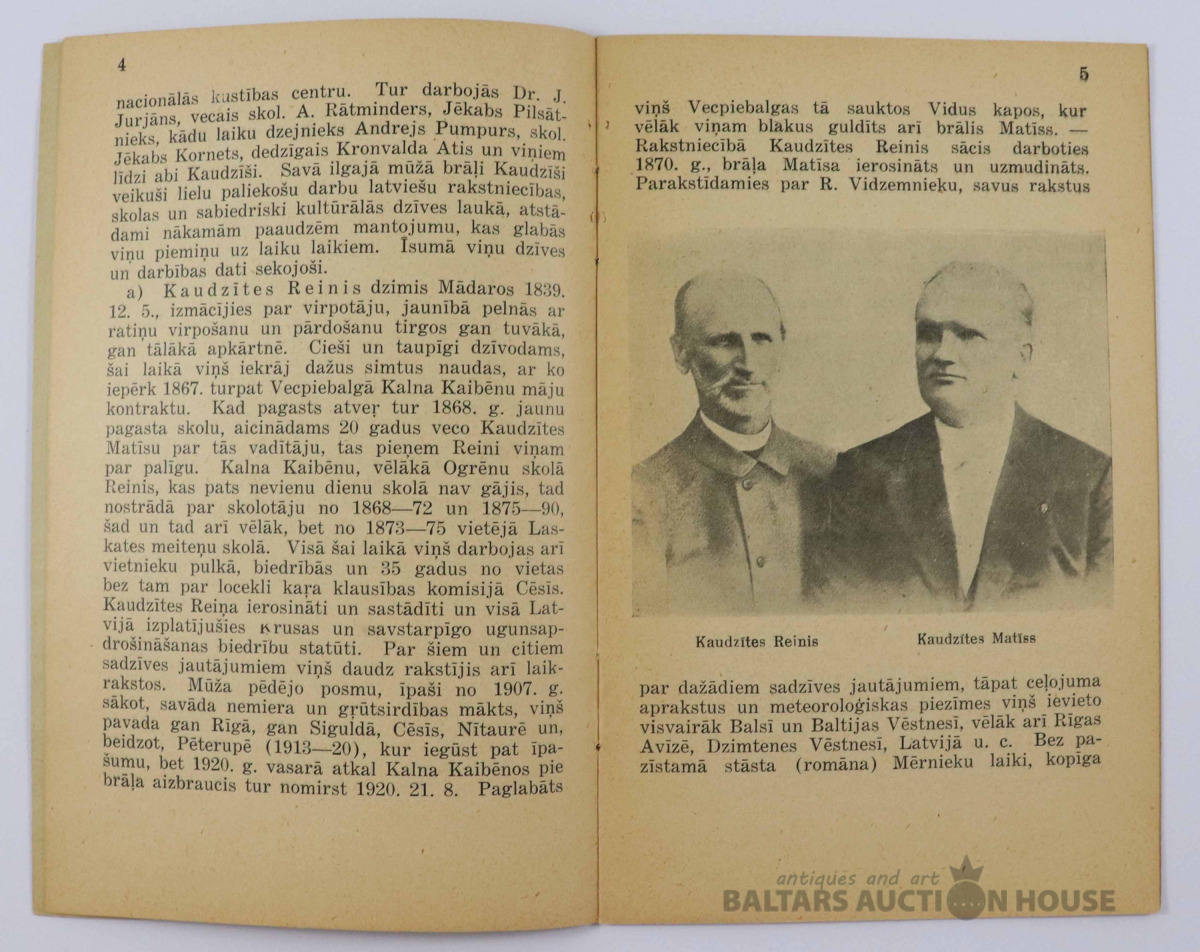 4
nacionālās kustības centru. Tur darbojās Dr. J.
Jurjāns, vecais skol. A. Rātminders, Jēkabs Pilsāt-
nieks, kādu laiku dzejnieks Andrejs Pumpurs, skol.
Jēkabs Kornets, dedzīgais Kronvalda Atis un viņiem
līdzi abi Kaudzīši. Savā ilgajā mūžā brāļi Kaudzīši
veikuši lielu paliekošu darbu latviešu rakstniecības,
skolas un sabiedriski kultūrālās dzīves laukā, atstā-
dami nākamām paaudzēm mantojumu, kas glabās
viņu piemiņu uz laiku laikiem. Īsumā viņu dzīves
un darbības dati sekojoši.
a) Kaudzītes Reinis dzimis Mādaros 1839.
12. 5., izmācījies par virpotāju, jaunībā pelnās ar
ratiņu virpošanu un pārdošanu tirgos gan tuvākā,
gan tālākā apkārtnē. Cieši un taupīgi dzīvodams,
šai laikā viņš iekrāj dažus simtus naudas, ar ko
iepērk 1867. turpat Vecpiebalgā Kalna Kaibēnu māju
kontraktu. Kad pagasts atveŗ tur 1868. g. jaunu
pagasta skolu, aicinādams 20 gadus veco Kaudzītes
Matīsu par tās vadītāju, tas pieņem Reini viņam
par palīgu. Kalna Kaibēnu, vēlākā Ogrēnu skolā
Reinis, kas pats nevienu dienu skolā nav gājis, tad
nostrādā par skolotāju no 1868—72 un 1875—90,
šad un tad arī vēlāk, bet no 1873—75 vietējā Las-
kates meiteņu skolā. Visā šai laikā viņš darbojas arī
vietnieku pulkā, biedrībās un 35 gadus no vietas
bez tam par locekli kaŗa klausības komisijā Cēsīs.
Kaudzītes Reiņa ierosināti un sastādīti un visā Lat-
vijā izplatījušies krusas un savstarpīgo ugunsap-
drošināšanas biedrību statūti. Par šiem un citiem
sadzīves jautājumiem viņš daudz rakstījis arī laik-
rakstos. Mūža pēdējo posmu, īpaši no 1907. g.
sākot, savāda nemiera un gŗūtsirdības mākts, viņš
pavada gan Rīgā, gan Siguldā, Cēsīs, Nītaurē un,
beidzot, Pēterupē (1913—20), kur iegūst pat īpa-
šumu, bet 1920. g. vasarā atkal Kalna Kaibēnos pie
brāļa aizbraucis tur nomirst 1920. 21. 8. Paglabāts
5
viņš Vecpiebalgas tā sauktos Vidus kapos, kur
vēlāk viņam blakus guldīts arī brālis Matīss. —
Rakstniecībā Kaudzītes Reinis sācis darboties
1870. g., brāļa Matīsa ierosināts un uzmudināts.
Parakstīdamies par R. Vidzemnieku, savus rakstus
Kaudzītes Reinis
Kaudzītes Matīss
par dažādiem sadzīves jautājumiem, tāpat ceļojuma
aprakstus un meteoroloģiskas piezīmes viņš ievieto
visvairāk Balsī un Baltijas Vēstnesī, vēlāk arī Rīgas
Avīzē, Dzimtenes Vēstnesī, Latvijā u. c. Bez pa-
zīstamā stāsta (romāna) Mērnieku laiki, kopīga
antiques and art
BALTARS AUCTION HOUSE